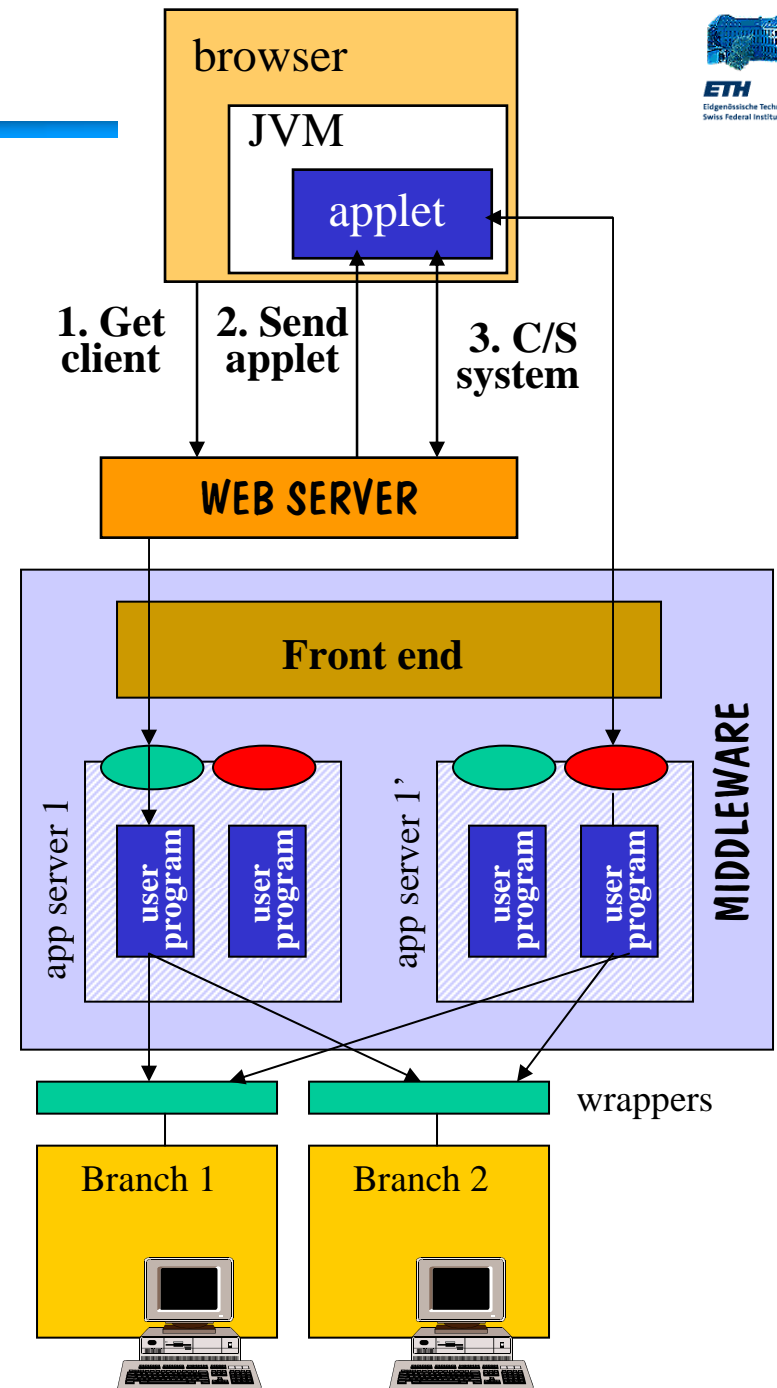 browser
ETH
JVM
applet
1. Get
client
2. Send
applet
3. C/S
system
WEB SERVER
Front end
MIDDLEWARE
app server 1
user
program
user
program
app server 1’
user
program
user
program
wrappers
Branch 1
Branch 2